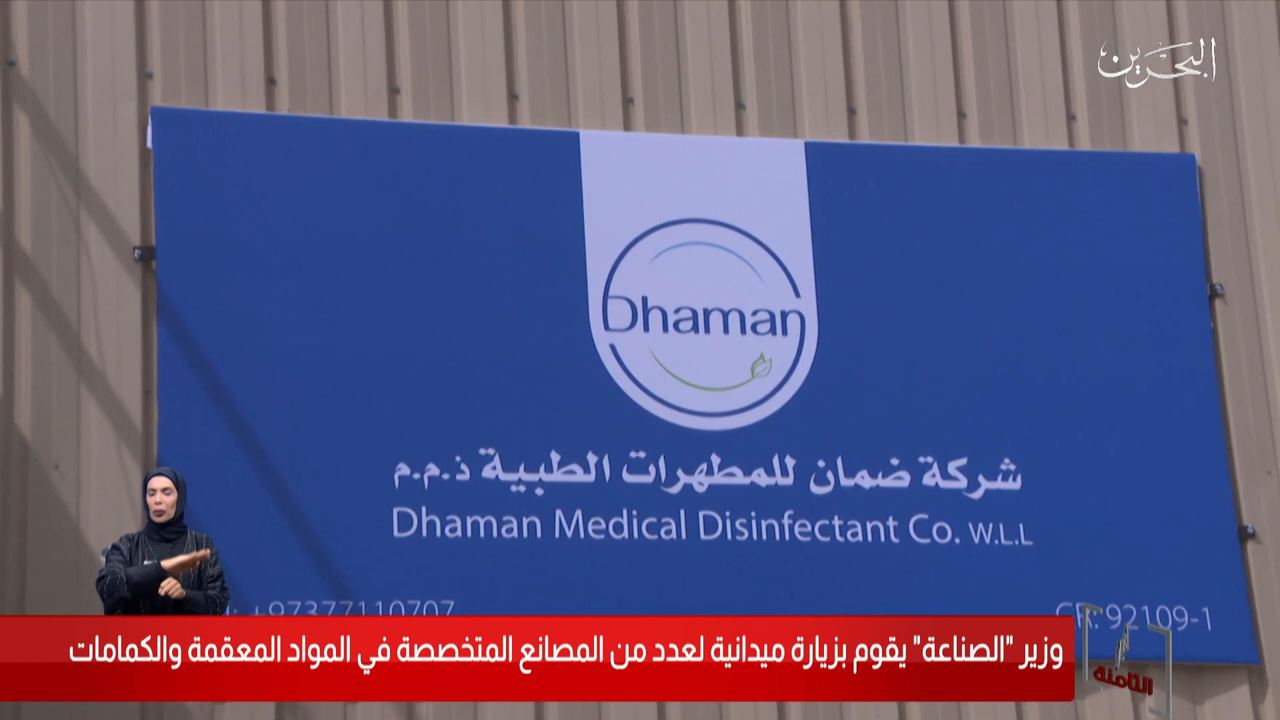 البحرين
Dhaman
شركة ضمان للمطهرات الطبية ذ.م.م
Dhaman Medical Disinfectant Co. W.L.L
+97377110707
CR: 92109-1
وزير "الصناعة" يقوم بزيارة ميدانية لعدد من المصانع المتخصصة في المواد المعقمة والكمامات
الثامنة